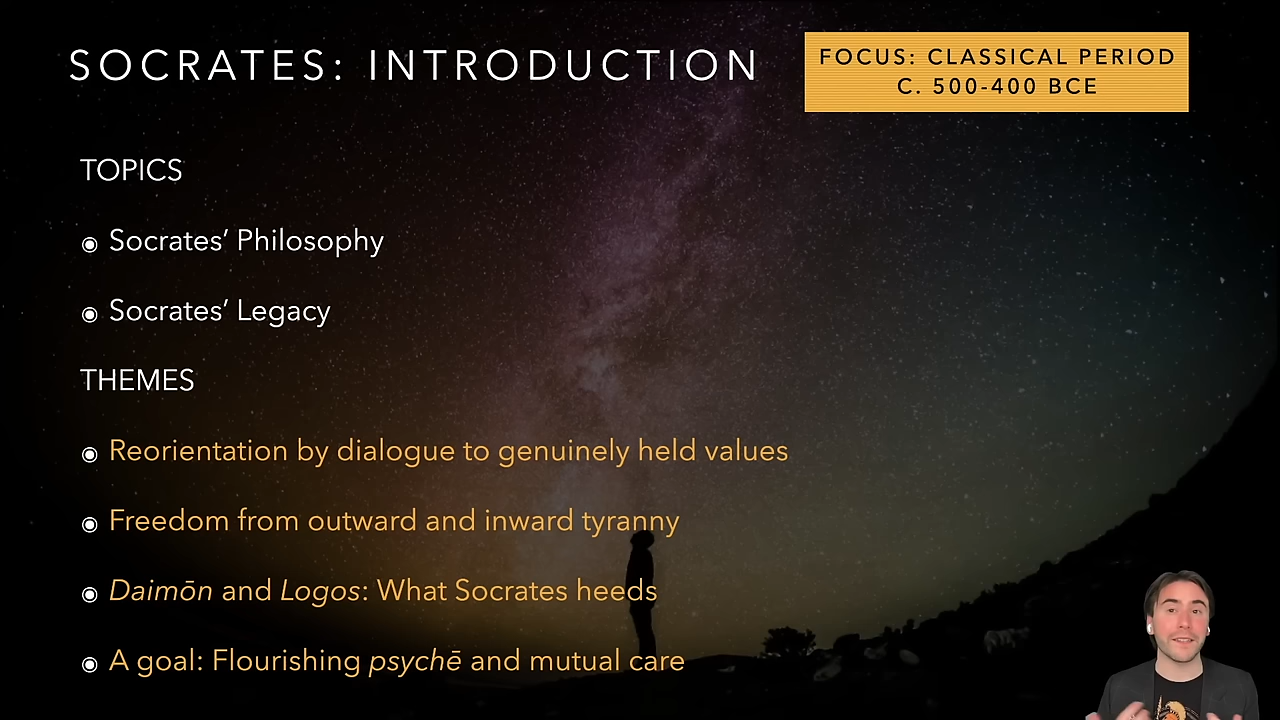 SOCRATES: INTRODUCTION
FOCUS: CLASSICAL PERIOD
C. 500-400 BCE
TOPICS
◉ Socrates’ Philosophy
◉ Socrates’ Legacy
THEMES
◉ Reorientation by dialogue to genuinely held values
◉ Freedom from outward and inward tyranny
◉ Daimōn and Logos: What Socrates heeds
◉ A goal: Flourishing psychē and mutual care